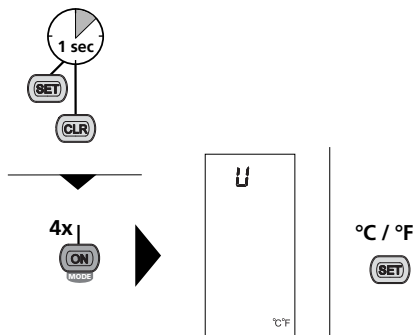 1 sec
SET
CLR
4x
ON
MODE
U
°C°F
°C / °F
SET